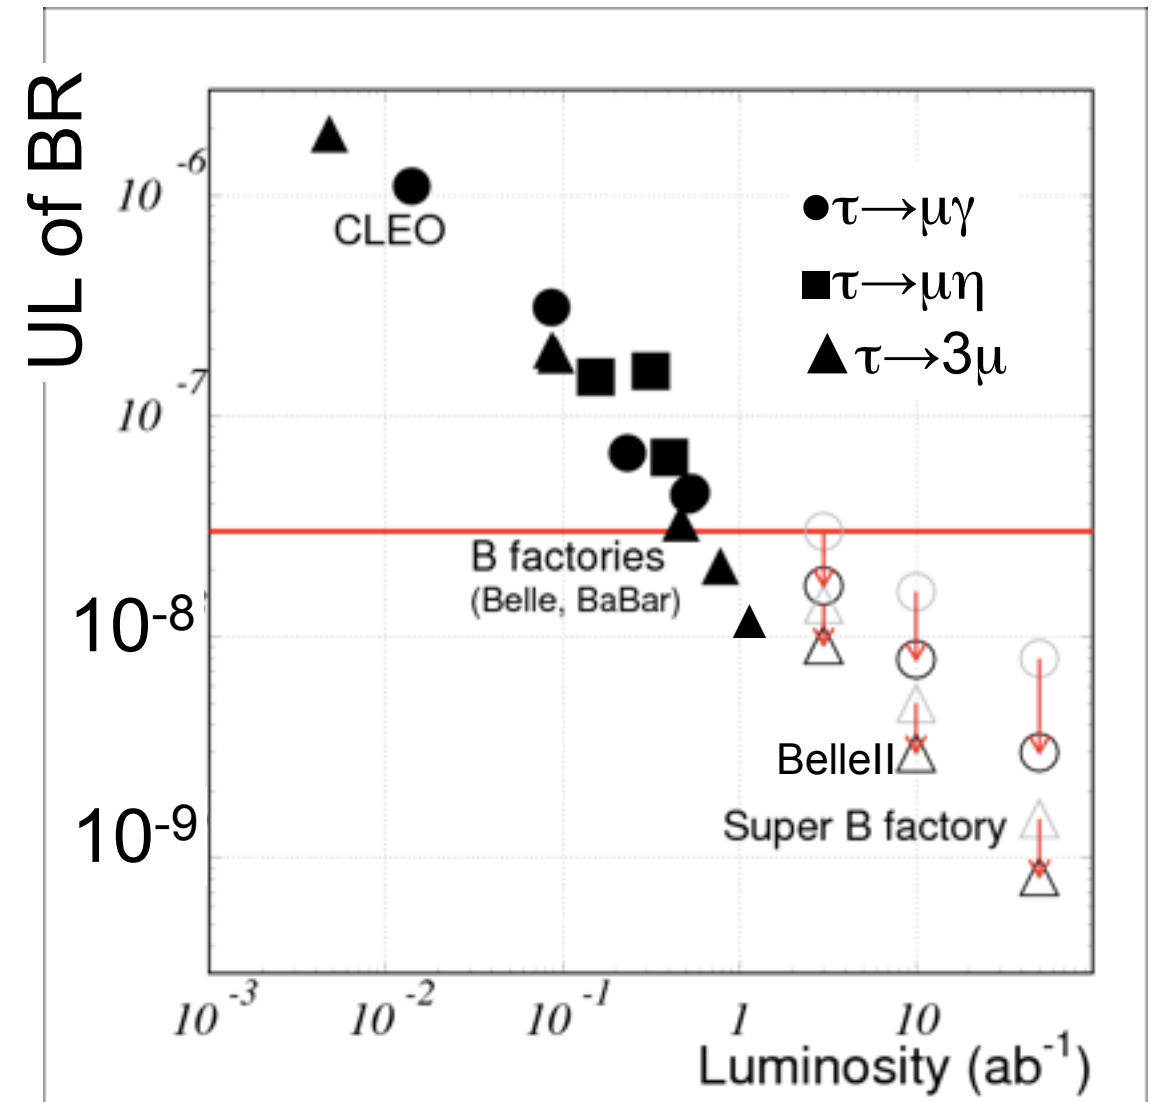 UL of BR
10⁻⁶
CLEO
●τ→μγ
■τ→μη
▲τ→3μ
10⁻⁷
B factories
(Belle, BaBar)
10⁻⁸
BelleII
Super B factory
10⁻⁹
10⁻³ 10⁻² 10⁻¹ 1 10
Luminosity (ab⁻¹)